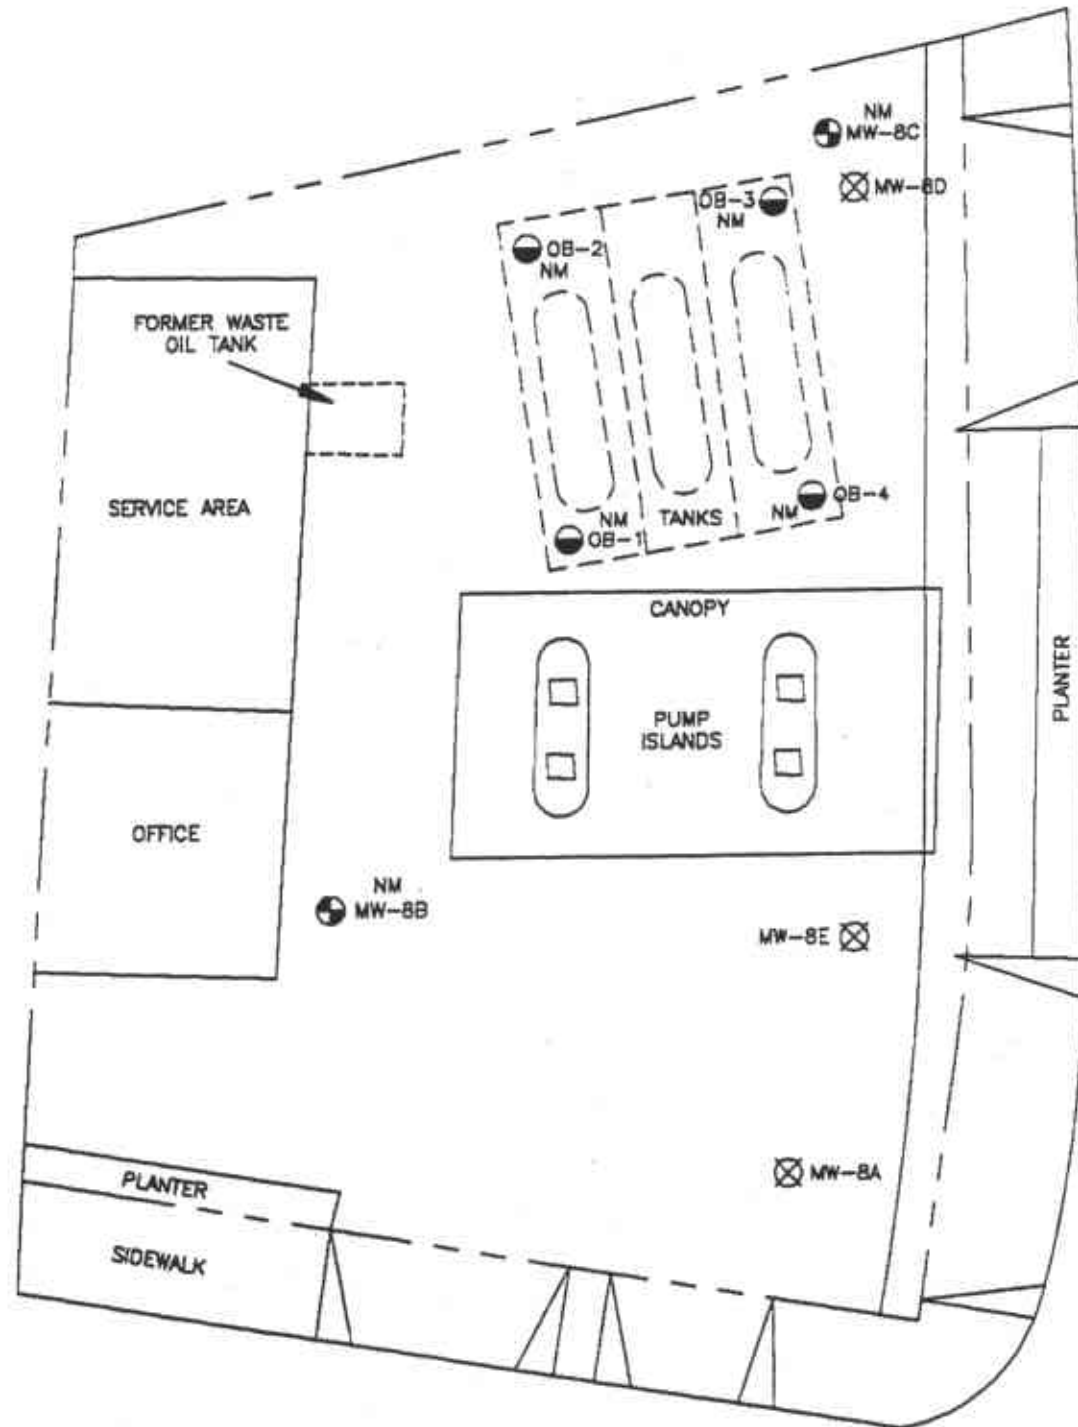 NM
MW-8C
MW-8D
OB-3
NM
OB-2
NM
FORMER WASTE
OIL TANK
SERVICE AREA
NM
OB-1
TANKS
OB-4
NM
CANOPY
PUMP
ISLANDS
PLANTER
OFFICE
NM
MW-8B
MW-8E
MW-8A
PLANTER
SIDEWALK